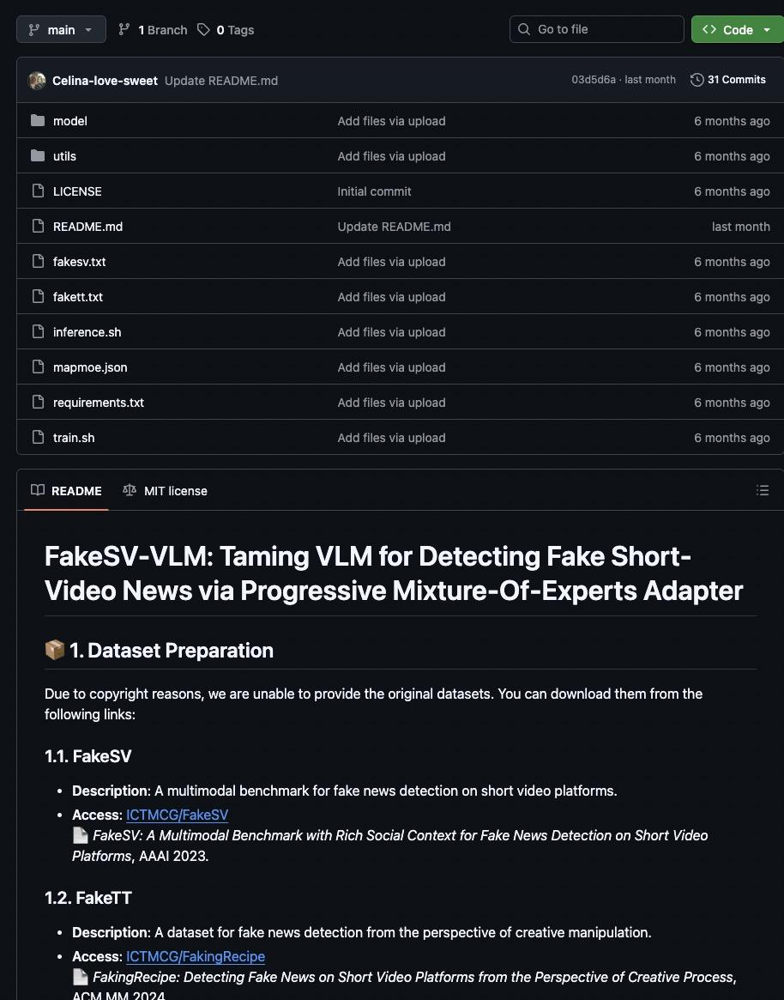 main
1 Branch
0 Tags
Go to file
Code
Celina-love-sweet Update README.md 03d5d6a · last month 31 Commits
model Add files via upload 6 months ago
utils Add files via upload 6 months ago
LICENSE Initial commit 6 months ago
README.md Update README.md last month
fakesv.txt Add files via upload 6 months ago
fakett.txt Add files via upload 6 months ago
inference.sh Add files via upload 6 months ago
mapmoe.json Add files via upload 6 months ago
requirements.txt Add files via upload 6 months ago
train.sh Add files via upload 6 months ago
README MIT license
FakeSV-VLM: Taming VLM for Detecting Fake Short-
Video News via Progressive Mixture-Of-Experts Adapter
1. Dataset Preparation
Due to copyright reasons, we are unable to provide the original datasets. You can download them from the
following links:
1.1. FakeSV
• Description: A multimodal benchmark for fake news detection on short video platforms.
• Access: ICTMCG/FakeSV
FakeSV: A Multimodal Benchmark with Rich Social Context for Fake News Detection on Short Video
Platforms, AAAI 2023.
1.2. FakeTT
• Description: A dataset for fake news detection from the perspective of creative manipulation.
• Access: ICTMCG/FakingRecipe
FakingRecipe: Detecting Fake News on Short Video Platforms from the Perspective of Creative Process,
ACM MM 2024